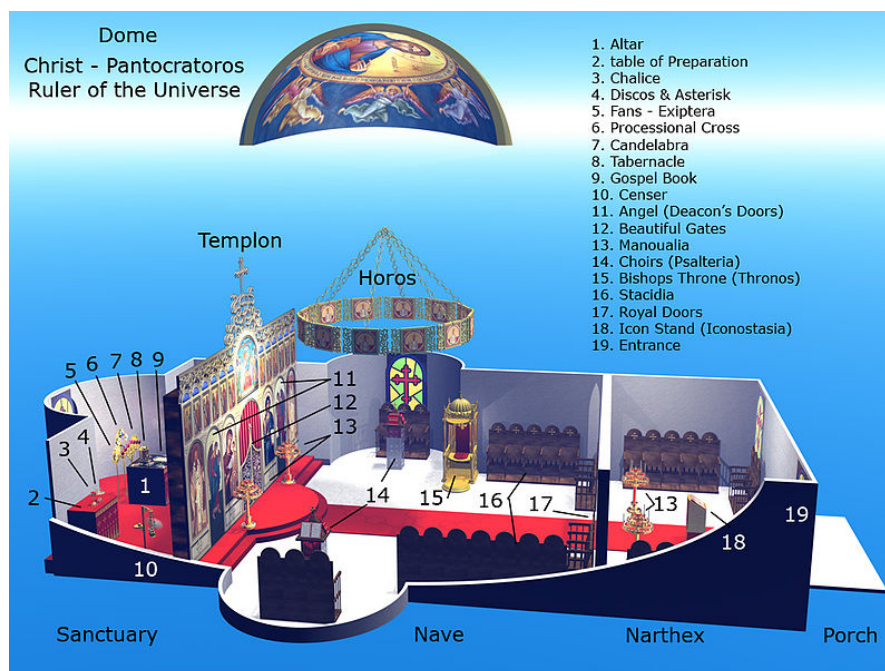 Dome
Christ - Pantocratoros
Ruler of the Universe
1. Altar
2. table of Preparation
3. Chalice
4. Discos & Asterisk
5. Fans - Exiptera
6. Processional Cross
7. Candelabra
8. Tabernacle
9. Gospel Book
10. Censer
11. Angel (Deacon's Doors)
12. Beautiful Gates
13. Manoualia
14. Choirs (Psalteria)
15. Bishops Throne (Thronos)
16. Stacidia
17. Royal Doors
18. Icon Stand (Iconostasia)
19. Entrance
Templon
Horos
5 6 7 8 9
11
12
13
3 4
2
1
14
15
16
17
13
18
19
10
Sanctuary
Nave
Narthex
Porch